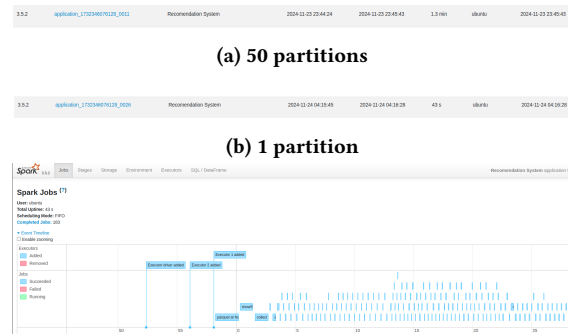 3.5.2 application_1732346076128_0011 Recomendation System 2024-11-23 23:44:24 2024-11-23 23:45:43 1.3 min ubuntu 2024-11-23 23:45:43
(a) 50 partitions
3.5.2 application_1732346076128_0026 Recomendation System 2024-11-24 04:15:45 2024-11-24 04:16:28 43 s ubuntu 2024-11-24 04:16:28
(b) 1 partition
Spark Jobs Stages Storage Environment Executors SQL / DataFrame Recomendation System application
Spark Jobs (?)
User: ubuntu
Total Uptime: 43 s
Scheduling Mode: FIFO
Completed Jobs: 183
Event Timeline
Enable zooming
Executors
Added
Removed
Executor 1 added
Executor driver added Executor 2 added
Jobs
Succeeded
Failed
Running
collect
50 55 0 5 10 15 20 25